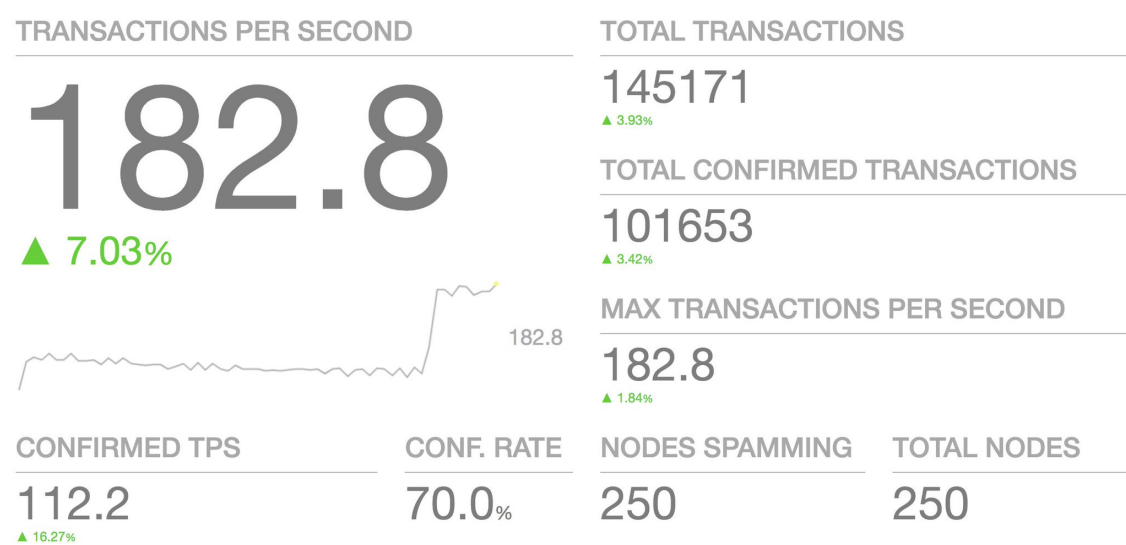 TRANSACTIONS PER SECOND
182.8
▲ 7.03%
182.8
TOTAL TRANSACTIONS
145171
▲ 3.93%
TOTAL CONFIRMED TRANSACTIONS
101653
▲ 3.42%
MAX TRANSACTIONS PER SECOND
182.8
▲ 1.84%
CONFIRMED TPS
112.2
▲ 16.27%
CONF. RATE
70.0%
NODES SPAMMING
250
TOTAL NODES
250